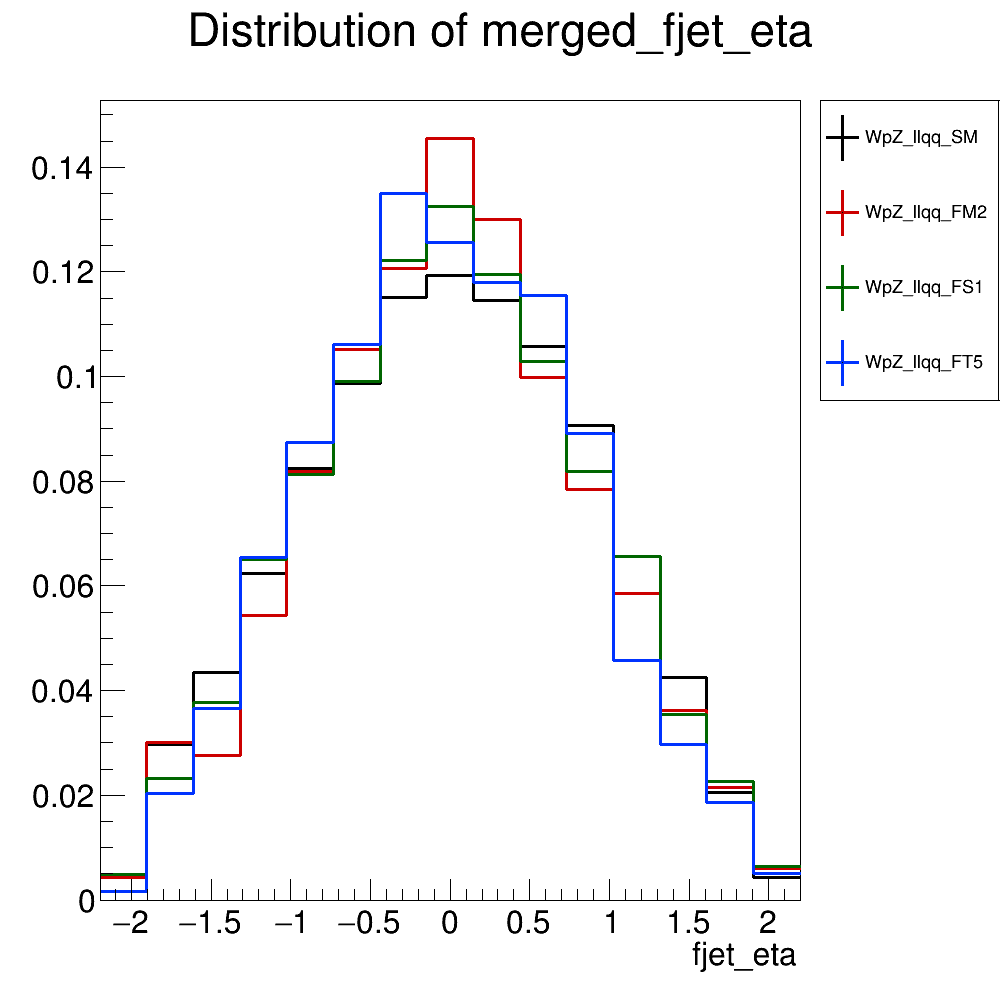 Distribution of merged_fjet_eta
0.14
0.12
0.1
0.08
0.06
0.04
0.02
0
−2 −1.5 −1 −0.5 0 0.5 1 1.5 2
fjet_eta
WpZ_llqq_SM
WpZ_llqq_FM2
WpZ_llqq_FS1
WpZ_llqq_FT5